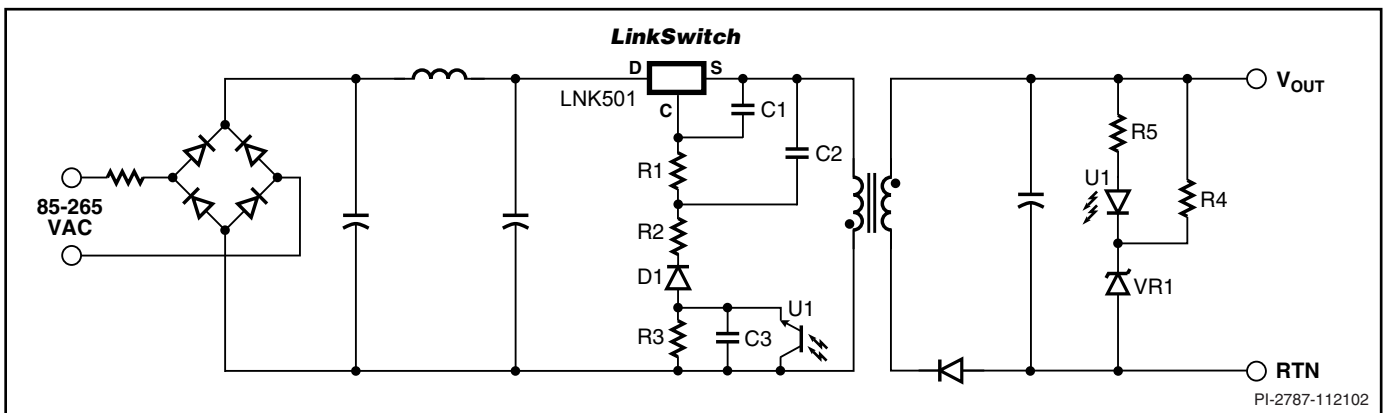 LinkSwitch
D
S
LNK501
C
C1
C2
R1
R2
D1
R3
C3
U1
85-265
VAC
R5
U1
R4
VR1
VOUT
RTN
PI-2787-112102